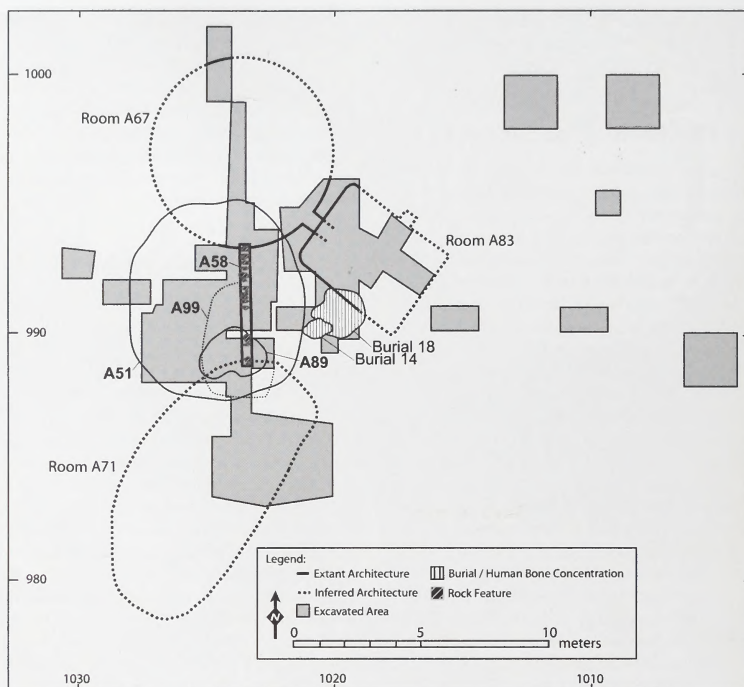 1000
Room A67
Room A83
A58
A99
990
Burial 18
Burial 14
A89
A51
Room A71
980
Legend:
Extant Architecture
Burial / Human Bone Concentration
Inferred Architecture
Rock Feature
N
Excavated Area
0 5 10
meters
1030 1020 1010